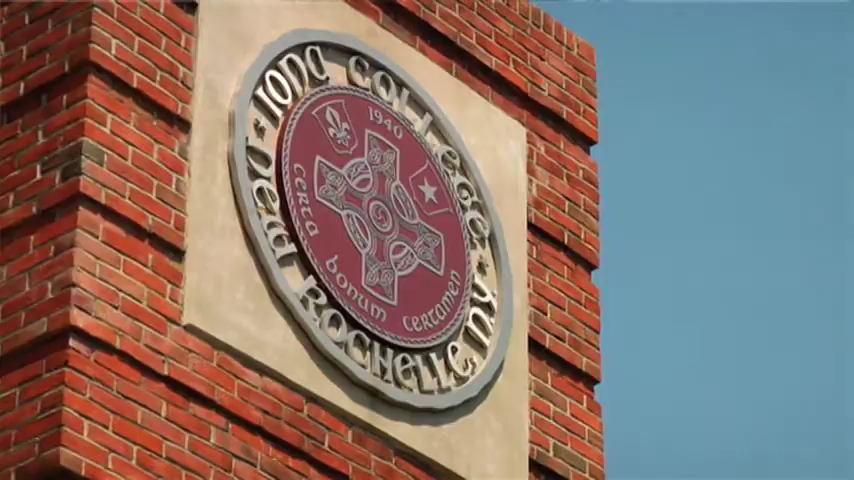 IONA COLLEGE
NEW ROCHELLE, NY
1940
CERTA BONUM CERTAMEN